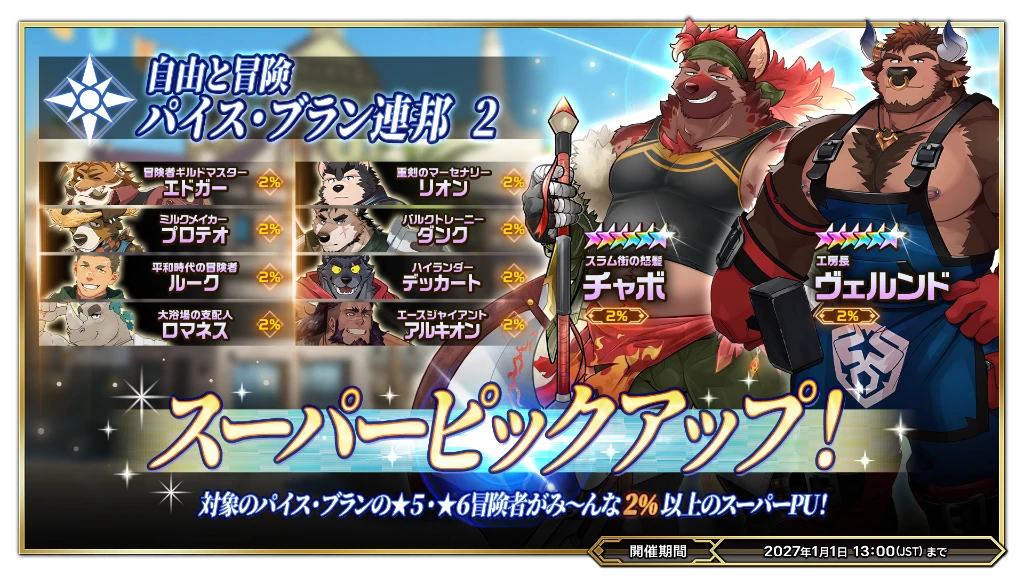 自由と冒険
パイス・ブラン連邦 2
冒険者ギルドマスター
エドガー
2%
重剣のマーセナリー
リオン
2%
ミルクメイカー
プロテオ
2%
バルクトレーニー
ダンク
2%
平和時代の冒険者
ルーク
2%
ハイランダー
デッカート
2%
大浴場の支配人
ロマネス
2%
エースジャイアント
アルキオン
2%
スラム街の怒髪
チャボ
2%
工房長
ヴェルンド
2%
スーパーピックアップ!
対象のパイス・ブランの★5・★6冒険者がみ～んな2%以上のスーパーPU!
開催期間
2027年1月1日 13:00(JST) まで